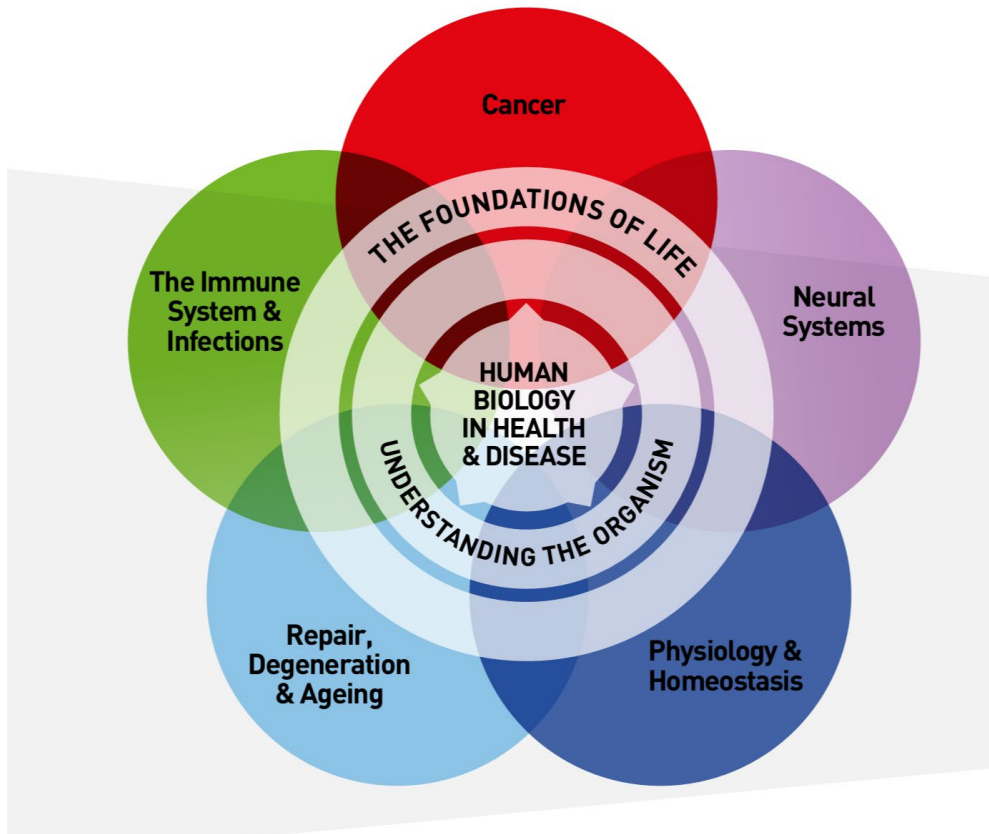 Cancer
THE FOUNDATIONS OF LIFE
The Immune
System &
Infections
Neural
Systems
HUMAN
BIOLOGY
IN HEALTH
& DISEASE
UNDERSTANDING THE ORGANISM
Repair,
Degeneration
& Ageing
Physiology &
Homeostasis